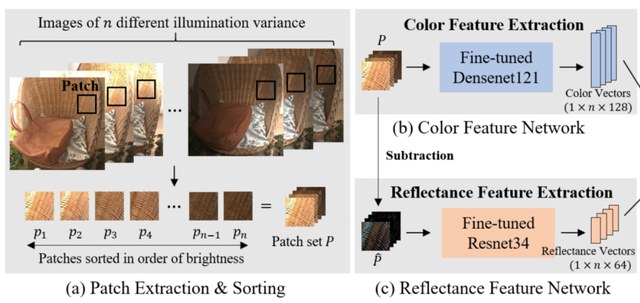 Images of n different illumination variance
Patch
...
...
p1 p2 p3 p4 pn−1 pn
=
Patch set P
Patches sorted in order of brightness
(a) Patch Extraction & Sorting
Color Feature Extraction
P
Fine-tuned
Densenet121
Color Vectors
(1 × n × 128)
(b) Color Feature Network
Subtraction
Reflectance Feature Extraction
P̂
Fine-tuned
Resnet34
Reflectance Vectors
(1 × n × 64)
(c) Reflectance Feature Network